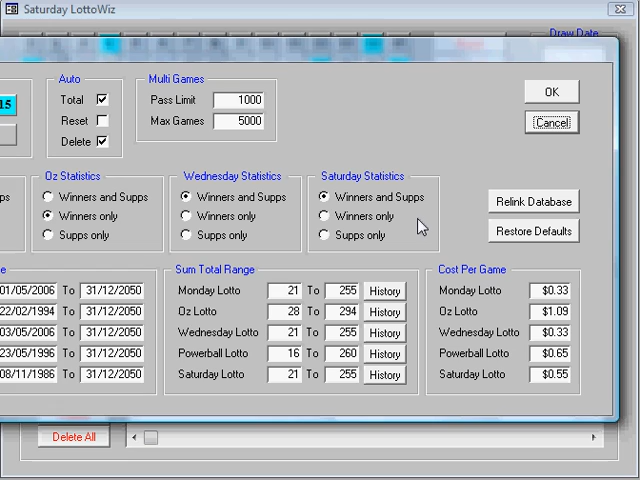 Saturday LottoWiz
Draw Date
15
Auto
Total
Reset
Delete
Multi Games
Pass Limit 1000
Max Games 5000
OK
Cancel
ps
Oz Statistics
Winners and Supps
Winners only
Supps only
Wednesday Statistics
Winners and Supps
Winners only
Supps only
Saturday Statistics
Winners and Supps
Winners only
Supps only
Relink Database
Restore Defaults
e
01/05/2006 To 31/12/2050
22/02/1994 To 31/12/2050
03/05/2006 To 31/12/2050
23/05/1996 To 31/12/2050
08/11/1986 To 31/12/2050
Sum Total Range
Monday Lotto 21 To 255 History
Oz Lotto 28 To 294 History
Wednesday Lotto 21 To 255 History
Powerball Lotto 16 To 260 History
Saturday Lotto 21 To 255 History
Cost Per Game
Monday Lotto $0.33
Oz Lotto $1.09
Wednesday Lotto $0.33
Powerball Lotto $0.65
Saturday Lotto $0.55
Delete All